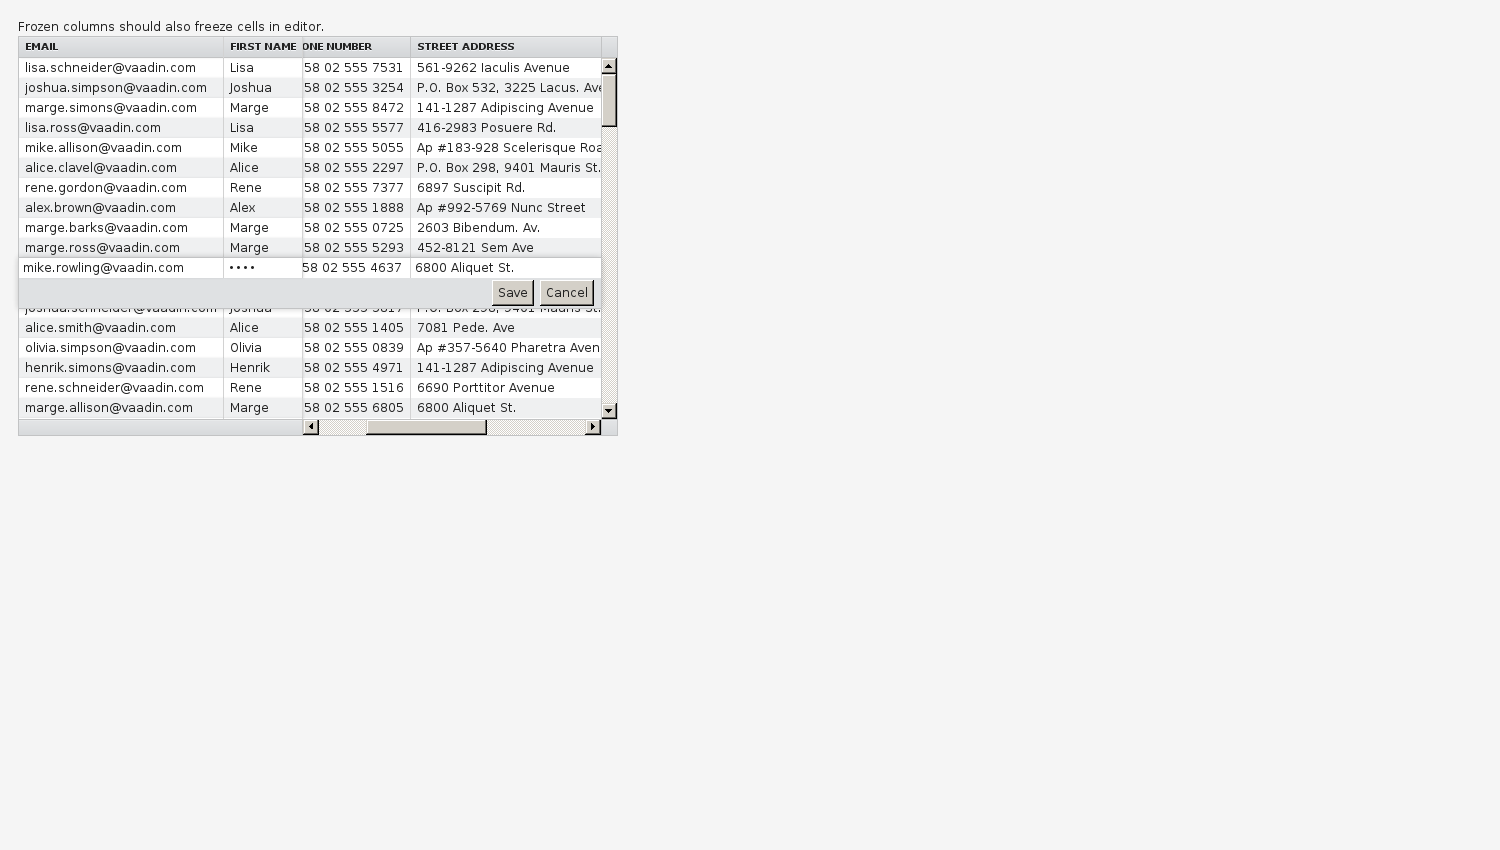 Frozen columns should also freeze cells in editor.
EMAIL FIRST NAME ONE NUMBER STREET ADDRESS
lisa.schneider@vaadin.com Lisa 58 02 555 7531 561-9262 Iaculis Avenue
joshua.simpson@vaadin.com Joshua 58 02 555 3254 P.O. Box 532, 3225 Lacus. Ave
marge.simons@vaadin.com Marge 58 02 555 8472 141-1287 Adipiscing Avenue
lisa.ross@vaadin.com Lisa 58 02 555 5577 416-2983 Posuere Rd.
mike.allison@vaadin.com Mike 58 02 555 5055 Ap #183-928 Scelerisque Roa
alice.clavel@vaadin.com Alice 58 02 555 2297 P.O. Box 298, 9401 Mauris St.
rene.gordon@vaadin.com Rene 58 02 555 7377 6897 Suscipit Rd.
alex.brown@vaadin.com Alex 58 02 555 1888 Ap #992-5769 Nunc Street
marge.barks@vaadin.com Marge 58 02 555 0725 2603 Bibendum. Av.
marge.ross@vaadin.com Marge 58 02 555 5293 452-8121 Sem Ave
mike.rowling@vaadin.com •••• 58 02 555 4637 6800 Aliquet St.
Save Cancel
joshua.schneider@vaadin.com Joshua 58 02 555 3817 P.O. Box 298, 9401 Mauris St.
alice.smith@vaadin.com Alice 58 02 555 1405 7081 Pede. Ave
olivia.simpson@vaadin.com Olivia 58 02 555 0839 Ap #357-5640 Pharetra Aven
henrik.simons@vaadin.com Henrik 58 02 555 4971 141-1287 Adipiscing Avenue
rene.schneider@vaadin.com Rene 58 02 555 1516 6690 Porttitor Avenue
marge.allison@vaadin.com Marge 58 02 555 6805 6800 Aliquet St.